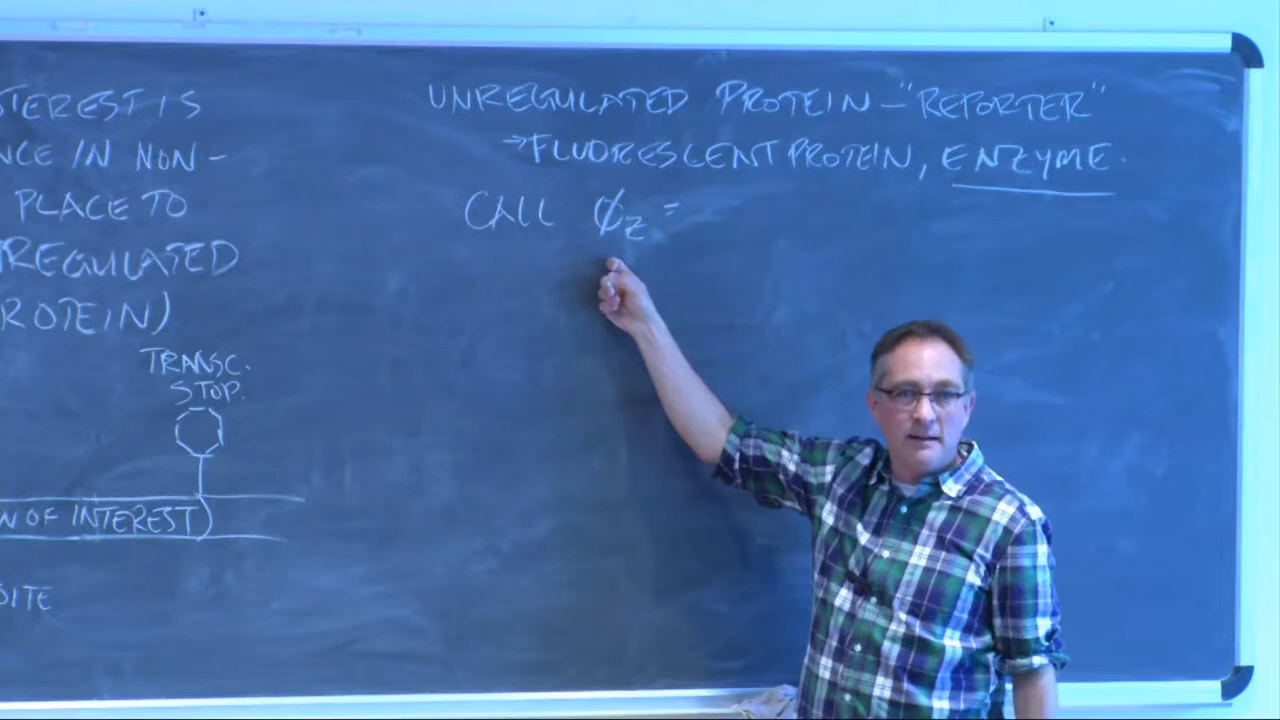 TEREST IS
NCE IN NON-
PLACE TO
REGULATED
ROTEIN)
TRANSC.
STOP.
N OF INTEREST)
SITE
UNREGULATED PROTEIN - "REPORTER"
→FLUORESCENT PROTEIN, ENZYME.
CALL ϕz =